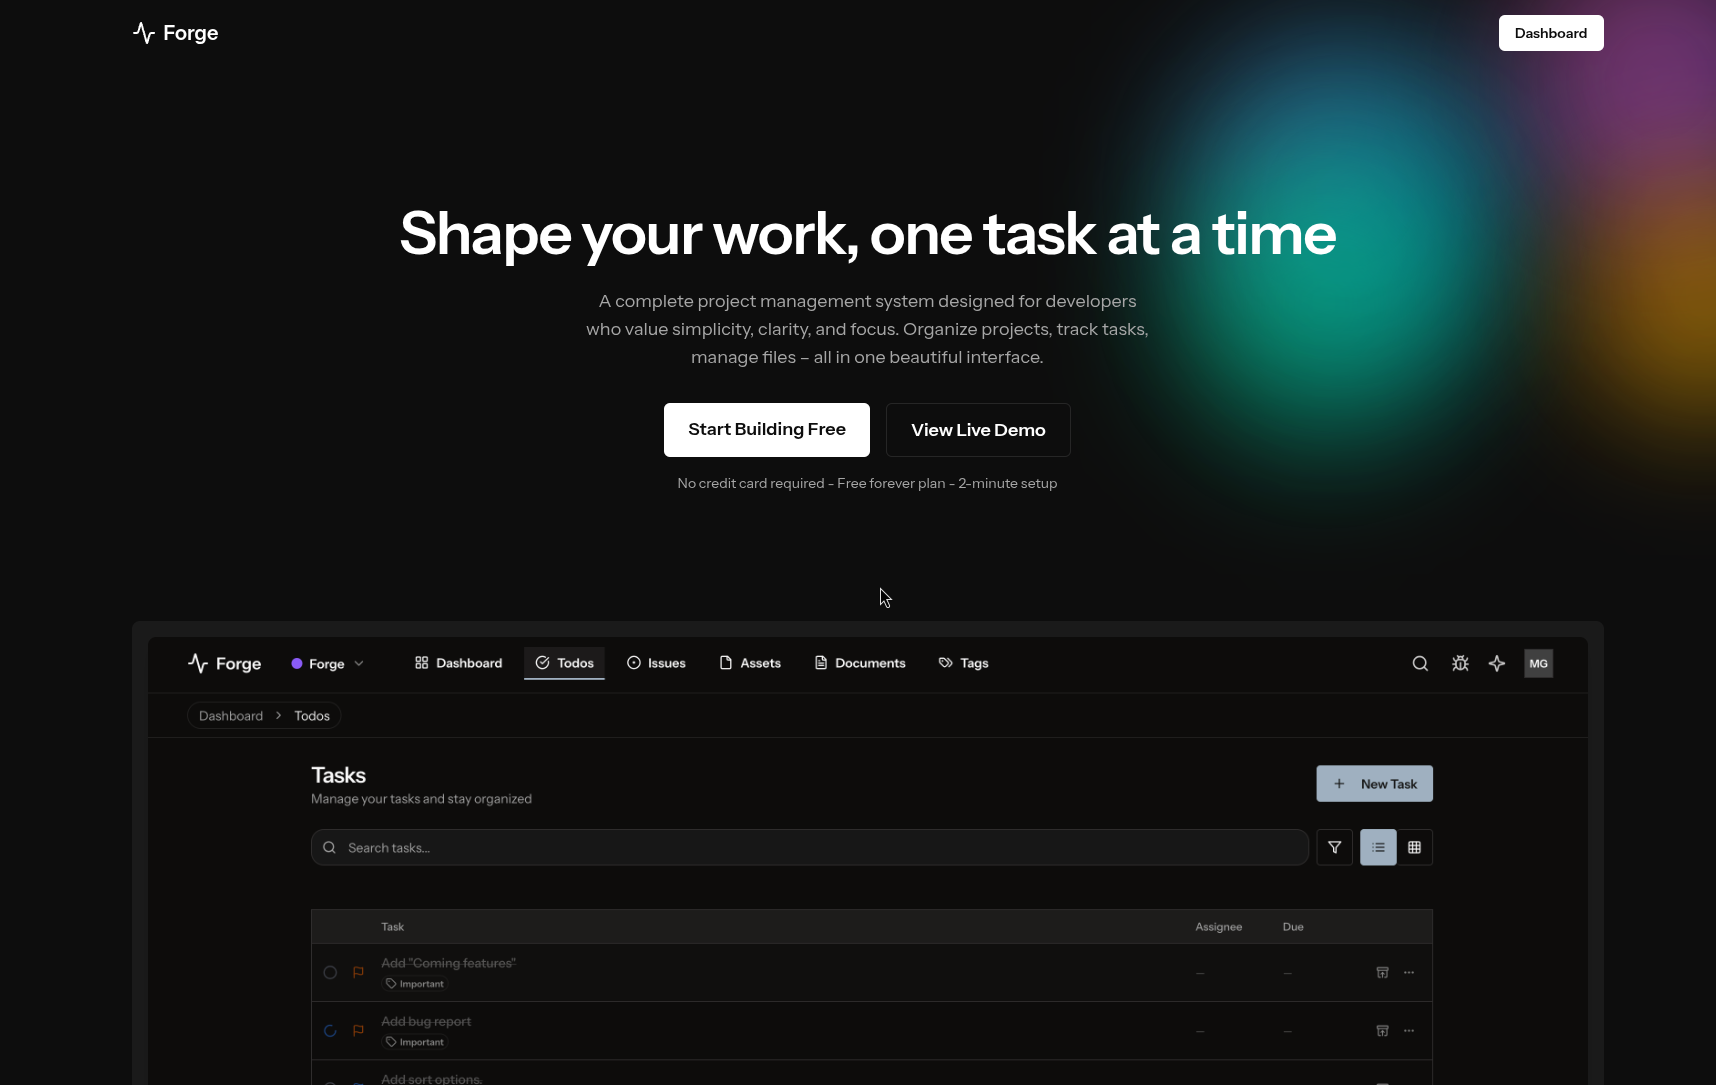 Forge
Dashboard
Shape your work, one task at a time
A complete project management system designed for developers
who value simplicity, clarity, and focus. Organize projects, track tasks,
manage files – all in one beautiful interface.
Start Building Free
View Live Demo
No credit card required - Free forever plan - 2-minute setup
Forge
Forge
Dashboard
Todos
Issues
Assets
Documents
Tags
MG
Dashboard > Todos
Tasks
Manage your tasks and stay organized
New Task
Search tasks...
Task
Assignee
Due
Add "Coming features"
Important
–
–
Add bug report
Important
–
–
Add sort options.